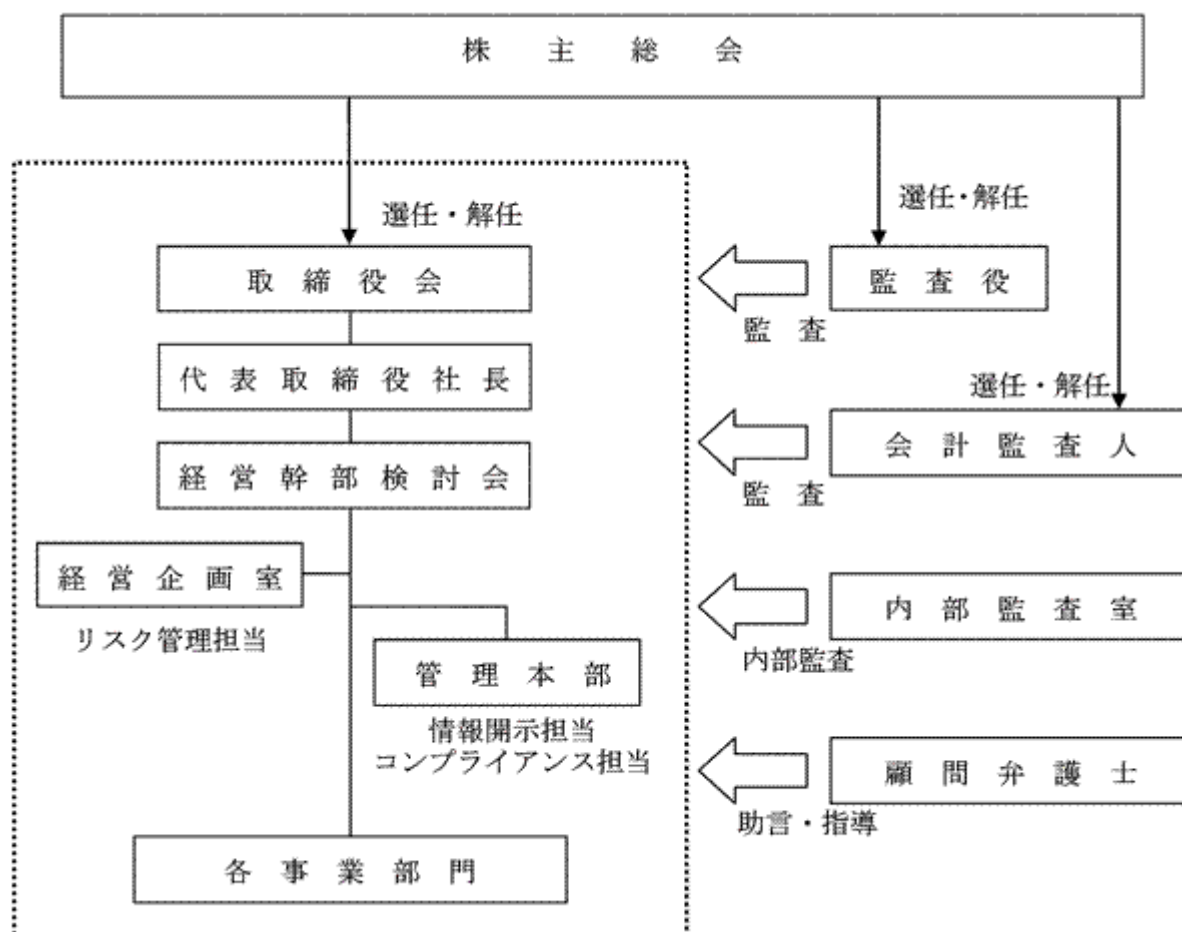 株主総会
選任・解任
選任・解任
取締役会
監査役
監査
代表取締役社長
選任・解任
会計監査人
経営幹部検討会
監査
経営企画室
リスク管理担当
内部監査室
内部監査
管理本部
情報開示担当
コンプライアンス担当
顧問弁護士
助言・指導
各事業部門